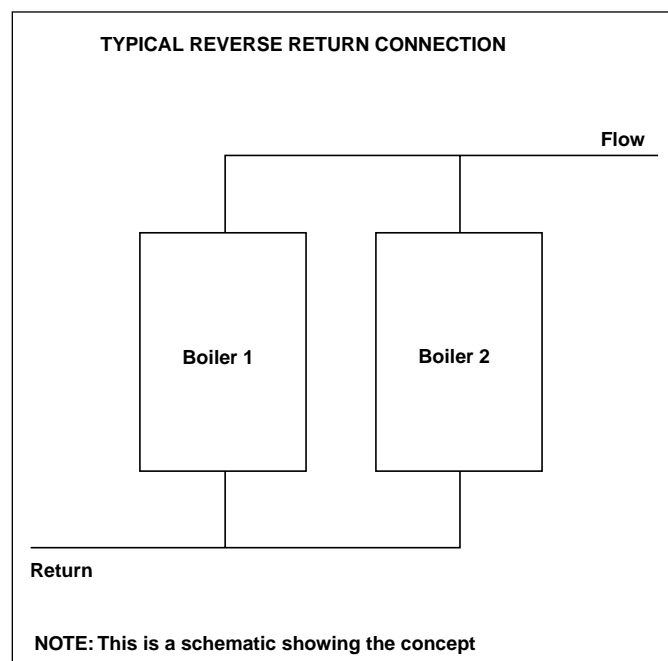 TYPICAL REVERSE RETURN CONNECTION
Flow
Boiler 1
Boiler 2
Return
NOTE: This is a schematic showing the concept